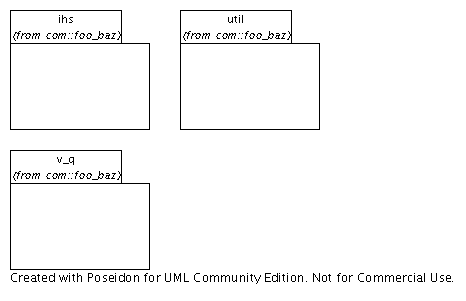 ihs
(from com::foo_baz)
util
(from com::foo_baz)
v_q
(from com::foo_baz)
Created with Poseidon for UML Community Edition. Not for Commercial Use.